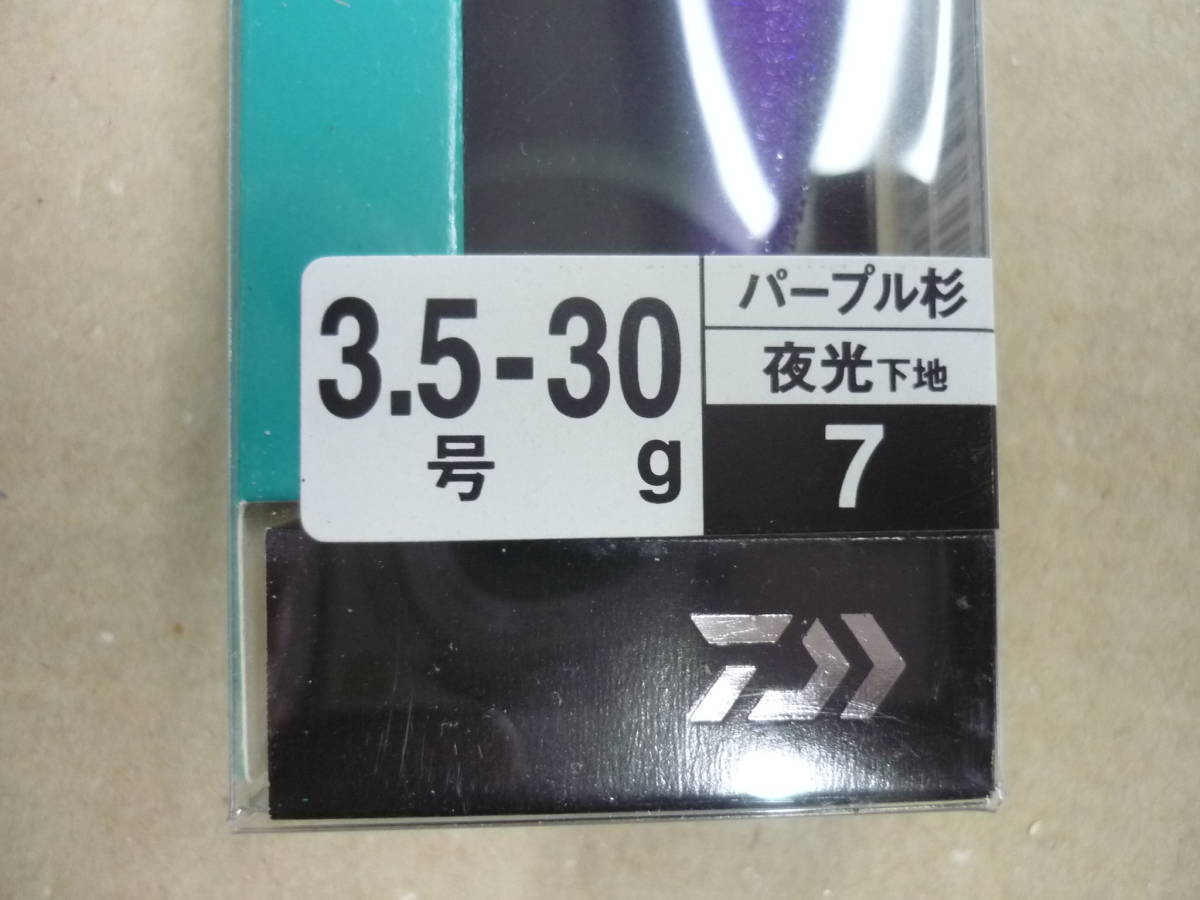 3.5-30
号 g
パープル杉
夜光下地
7